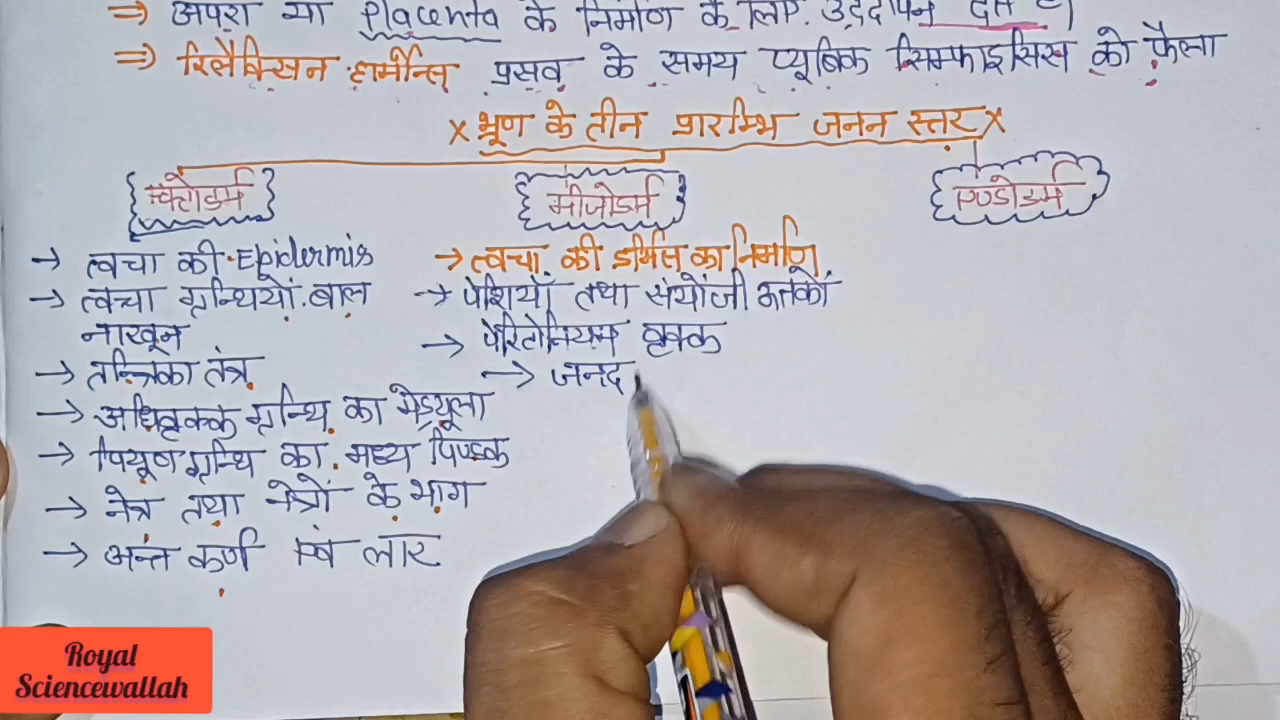 ⇒ अपरा या placenta के निर्माण के लिए उद्दीपन देते है।
⇒ रिलैक्सिन हार्मोन्स प्रसव के समय प्यूबिक सिम्फाइसिस को फैला
× भ्रूण के तीन प्रारम्भि जनन स्तर ×
एक्टोडर्म
मीजोडर्म
एण्डोडर्म
→ त्वचा की Epidermis
→ त्वचा ग्रन्थियों बाल
नाखून
→ तन्त्रिका तंत्र
→ अधिवृक्क ग्रन्थि का मेड्यूला
→ पियूष ग्रन्थि का मध्य पिण्डक
→ नेत्र तथा नेत्रों के भाग
→ अन्त कर्ण एवं लार
→ त्वचा की डर्मिस का निर्माण
→ पेशियाँ तथा संयोंजी ऊतकों
→ पेरिटोनियम वृक्क
→ जनद
Royal
Sciencewallah